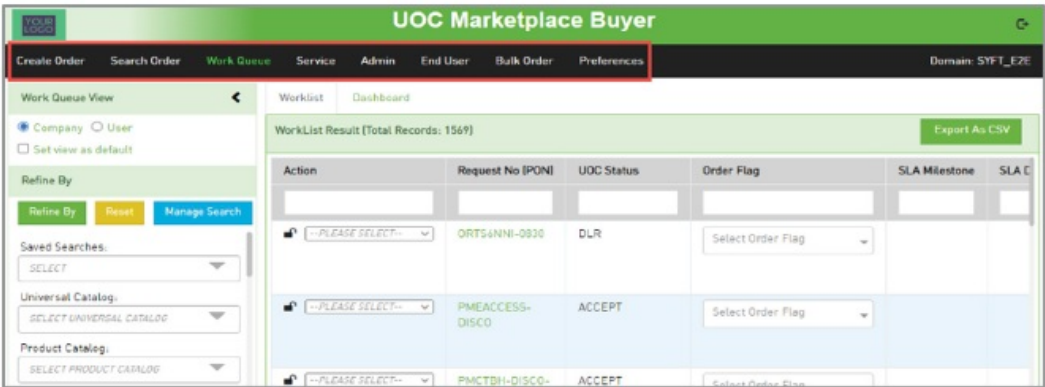 YOUR
LOGO
UOC Marketplace Buyer
Create Order Search Order Work Queue Service Admin End User Bulk Order Preferences Domain: SYFT_E2E
Work Queue View Worklist Dashboard
Company User
Set view as default
WorkList Result [Total Records: 1569] Export As CSV
Refine By
Action Request No [PON] UOC Status Order Flag SLA Milestone SLA
Refine By Reset Manage Search
Saved Searches:
SELECT
--PLEASE SELECT-- ORTS6NNI-0830 DLR Select Order Flag
Universal Catalog:
SELECT UNIVERSAL CATALOG
--PLEASE SELECT-- PMEACCESS-
DISCO ACCEPT Select Order Flag
Product Catalog:
SELECT PRODUCT CATALOG
--PLEASE SELECT-- PMCTBH-DISCO- ACCEPT Select Order Flag